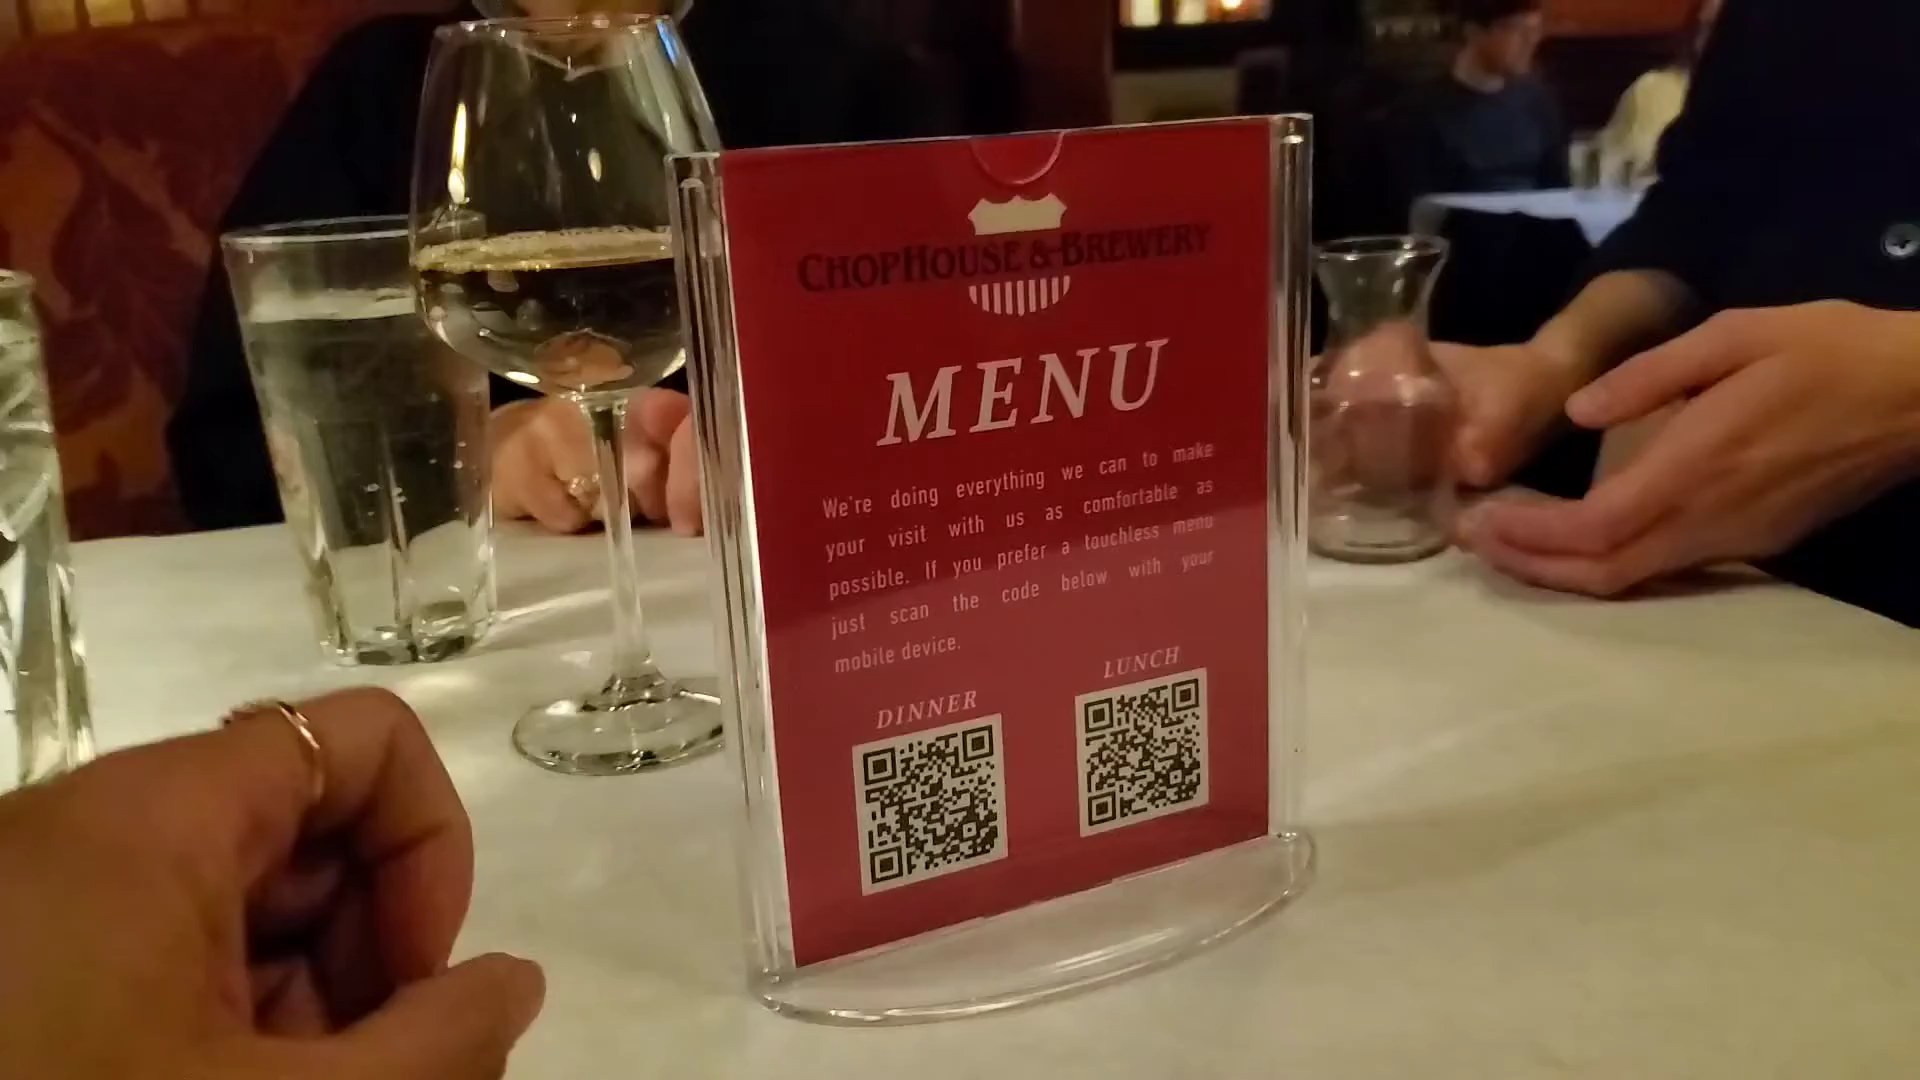 CHOPHOUSE & BREWERY
MENU
We're doing everything we can to make
your visit with us as comfortable as
possible. If you prefer a touchless menu
just scan the code below with your
mobile device.
DINNER
LUNCH